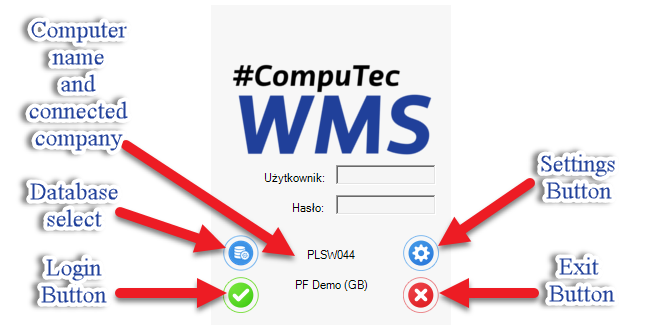 Computer
name
and
connected
company
#CompuTec
WMS
Użytkownik:
Settings
Button
Hasło:
Database
select
PLSW044
Login
Button
PF Demo (GB)
Exit
Button